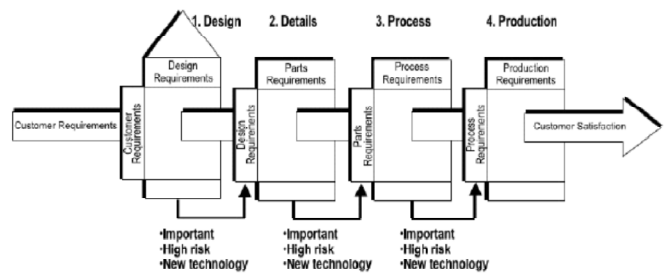 1. Design
2. Details
3. Process
4. Production
Design
Requirements
Parts
Requirements
Process
Requirements
Production
Requirements
Customer Requirements
Customer
Requirements
Design
Requirements
Parts
Requirements
Process
Requirements
Customer Satisfaction
•Important
•High risk
•New technology
•Important
•High risk
•New technology
•Important
•High risk
•New technology